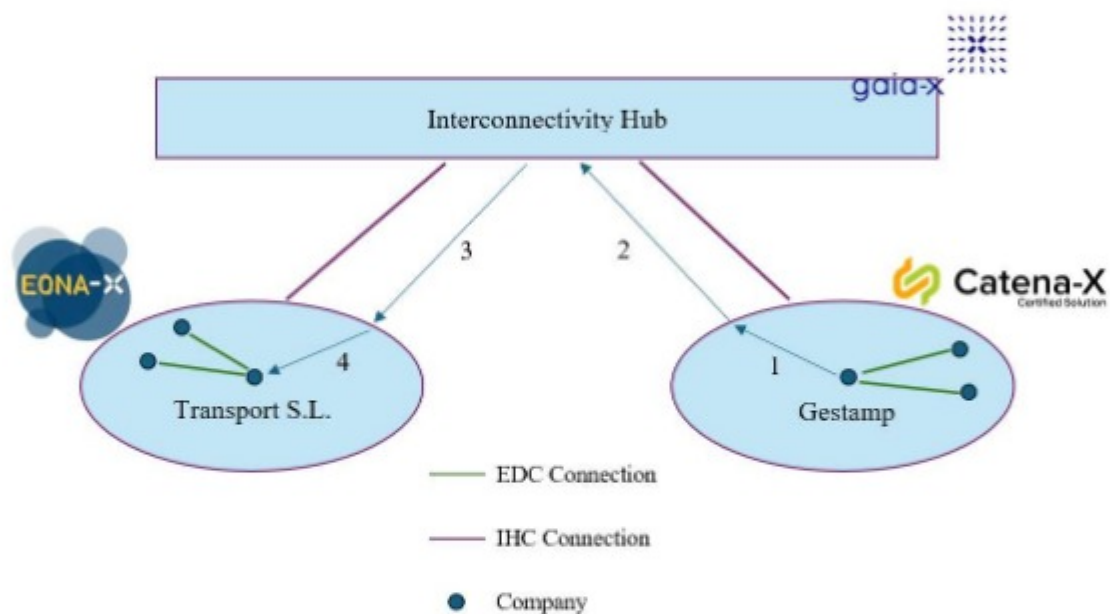 gaia-x
Interconnectivity Hub
3
2
EONA-X
Catena-X
Certified Solution
4
1
Transport S.L.
Gestamp
EDC Connection
IHC Connection
Company